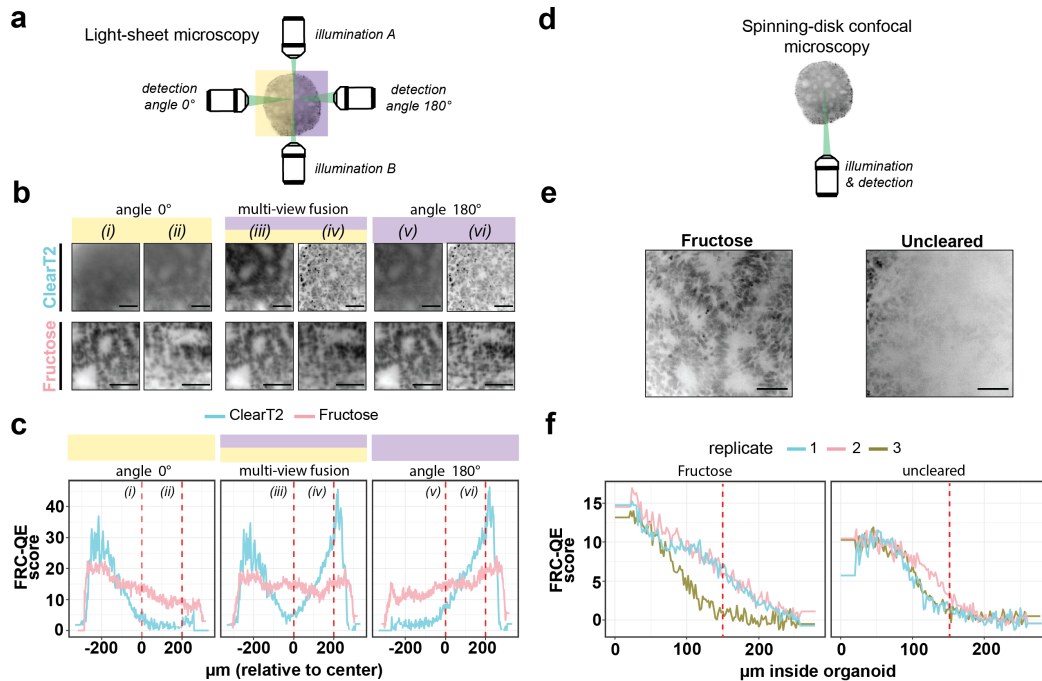 a
Light-sheet microscopy
illumination A
detection
angle 0°
detection
angle 180°
illumination B
b
angle 0°
multi-view fusion
angle 180°
(i)
(ii)
(iii)
(iv)
(v)
(vi)
ClearT2
Fructose
c
ClearT2
Fructose
angle 0°
multi-view fusion
angle 180°
(i)
(ii)
(iii)
(iv)
(v)
(vi)
FRC-QE
score
40
30
20
10
0
-200
0
200
-200
0
200
-200
0
200
µm (relative to center)
d
Spinning-disk confocal
microscopy
illumination
& detection
e
Fructose
Uncleared
f
replicate
1
2
3
Fructose
uncleared
FRC-QE
score
15
10
5
0
0
100
200
0
100
200
µm inside organoid